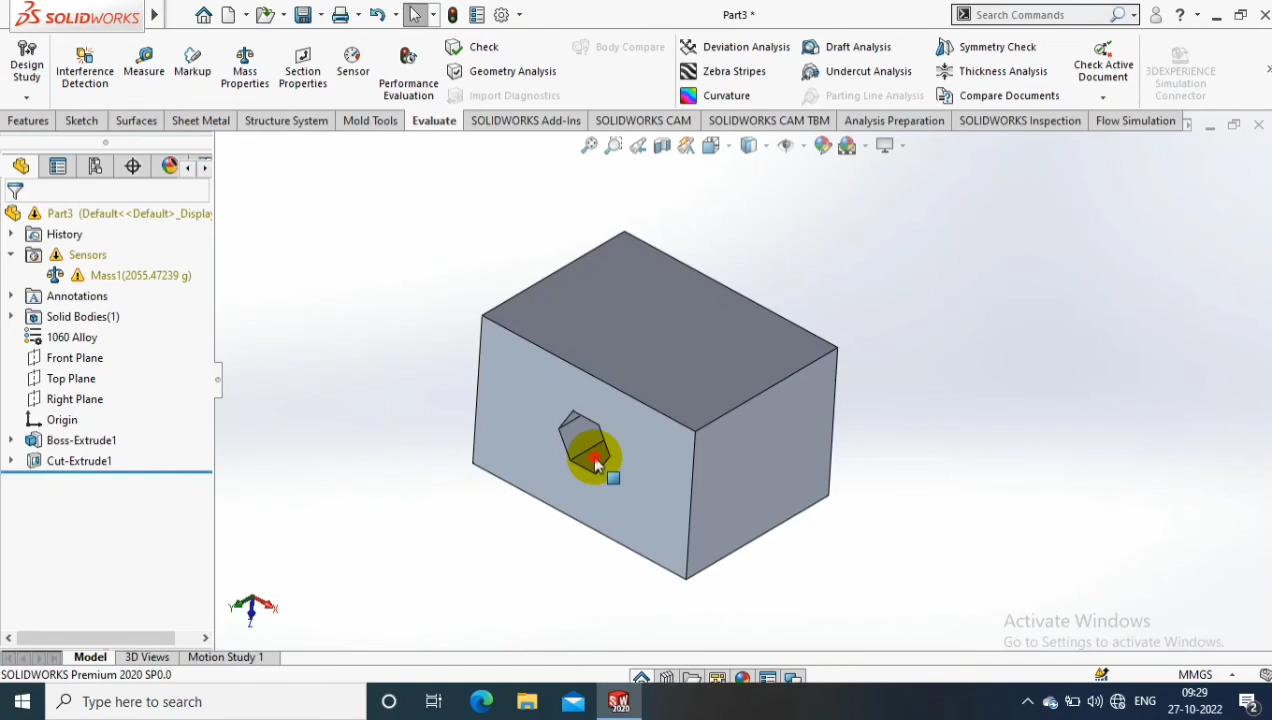 SOLIDWORKS
Part3 *
Search Commands
Design Study
Interference Detection
Measure
Markup
Mass Properties
Section Properties
Sensor
Performance Evaluation
Check
Geometry Analysis
Import Diagnostics
Body Compare
Deviation Analysis
Zebra Stripes
Curvature
Draft Analysis
Undercut Analysis
Parting Line Analysis
Symmetry Check
Thickness Analysis
Compare Documents
Check Active Document
3DEXPERIENCE Simulation Connector
Features
Sketch
Surfaces
Sheet Metal
Structure System
Mold Tools
Evaluate
SOLIDWORKS Add-Ins
SOLIDWORKS CAM
SOLIDWORKS CAM TBM
Analysis Preparation
SOLIDWORKS Inspection
Flow Simulation
Part3 (Default<<Default>_Displa
History
Sensors
Mass1(2055.47239 g)
Annotations
Solid Bodies(1)
1060 Alloy
Front Plane
Top Plane
Right Plane
Origin
Boss-Extrude1
Cut-Extrude1
Y
X
Z
Activate Windows
Go to Settings to activate Windows.
Model
3D Views
Motion Study 1
SOLIDWORKS Premium 2020 SP0.0
MMGS
Type here to search
SW
2020
ENG
09:29
27-10-2022
2